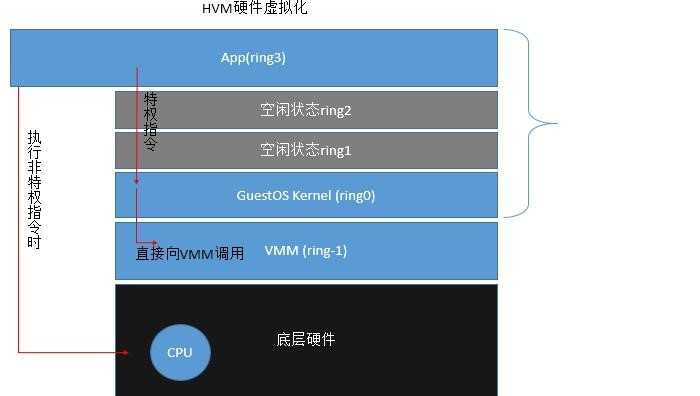 HVM硬件虚拟化
App(ring3)
特权指令
空闲状态ring2
执行非特权指令时
空闲状态ring1
GuestOS Kernel (ring0)
直接向VMM调用
VMM (ring-1)
底层硬件
CPU